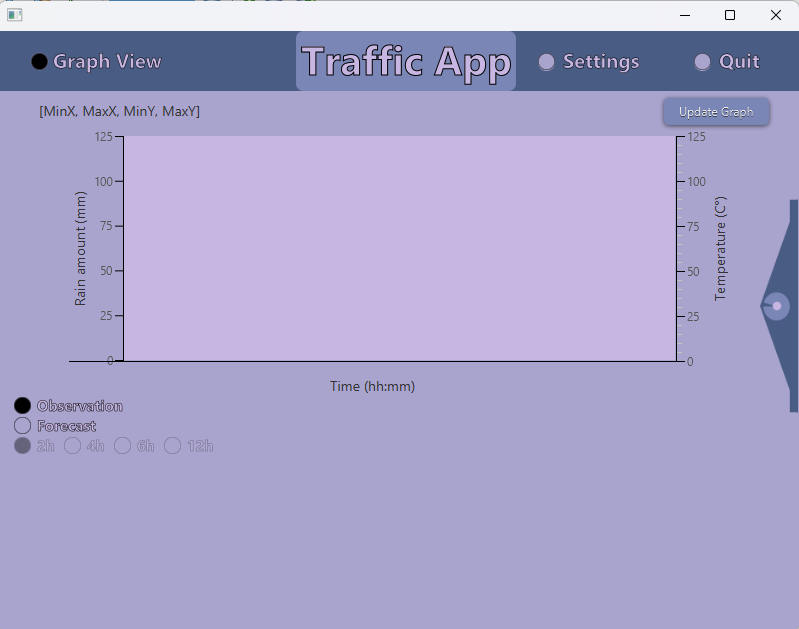 Graph View Traffic App Settings Quit
[MinX, MaxX, MinY, MaxY] Update Graph
125 125
100 100
75 75
50 50
25 25
0 0
Rain amount (mm)
Temperature (C°)
Time (hh:mm)
Observation
Forecast
2h 4h 6h 12h